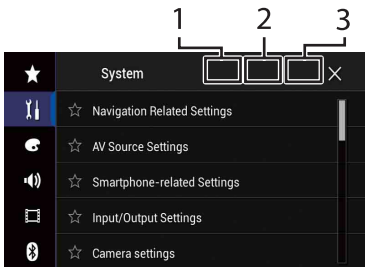 1 2 3
System
Navigation Related Settings
AV Source Settings
Smartphone-related Settings
Input/Output Settings
Camera settings